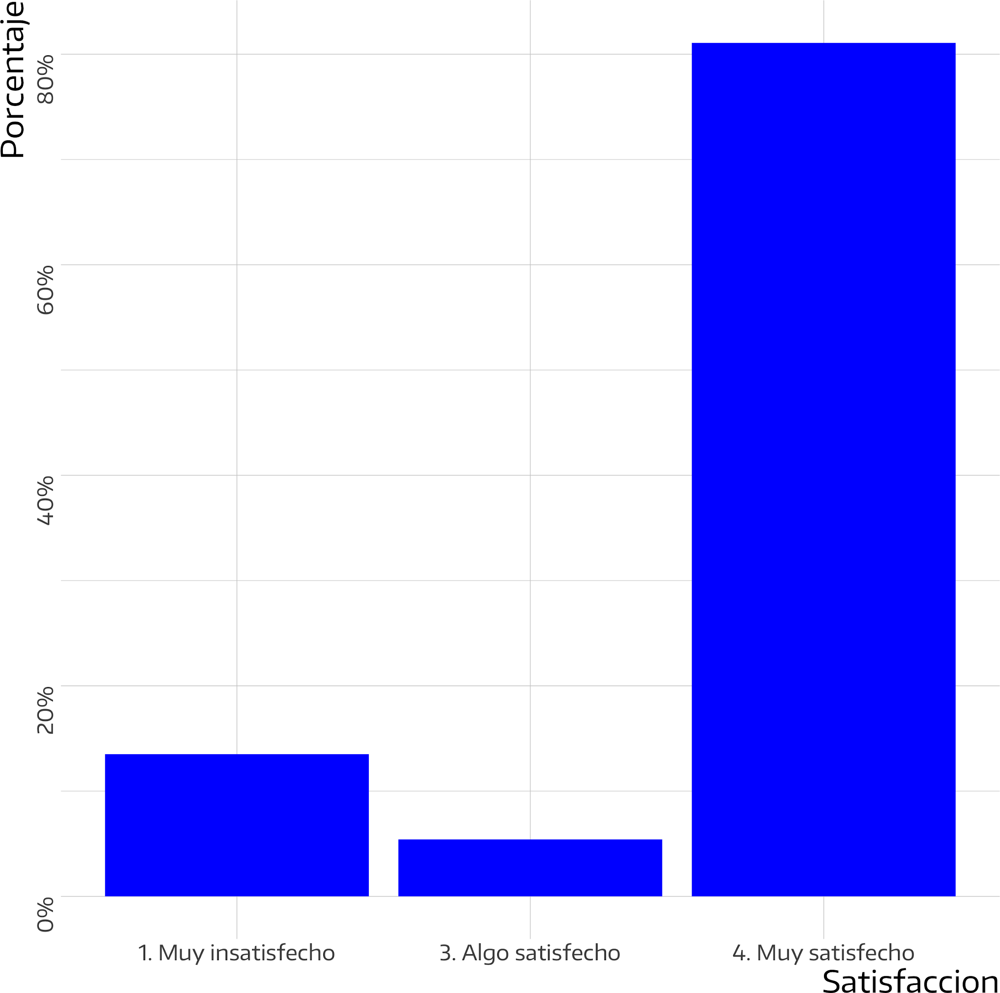 Porcentaje
80%
60%
40%
20%
0%
1. Muy insatisfecho
3. Algo satisfecho
4. Muy satisfecho
Satisfaccion